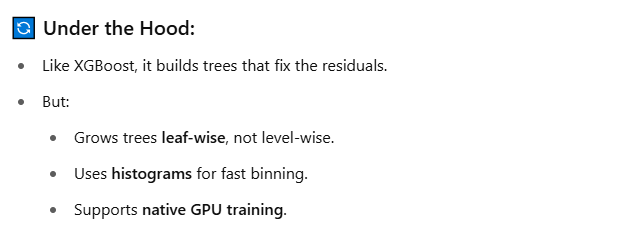 Under the Hood:
Like XGBoost, it builds trees that fix the residuals.
But:
Grows trees leaf-wise, not level-wise.
Uses histograms for fast binning.
Supports native GPU training.